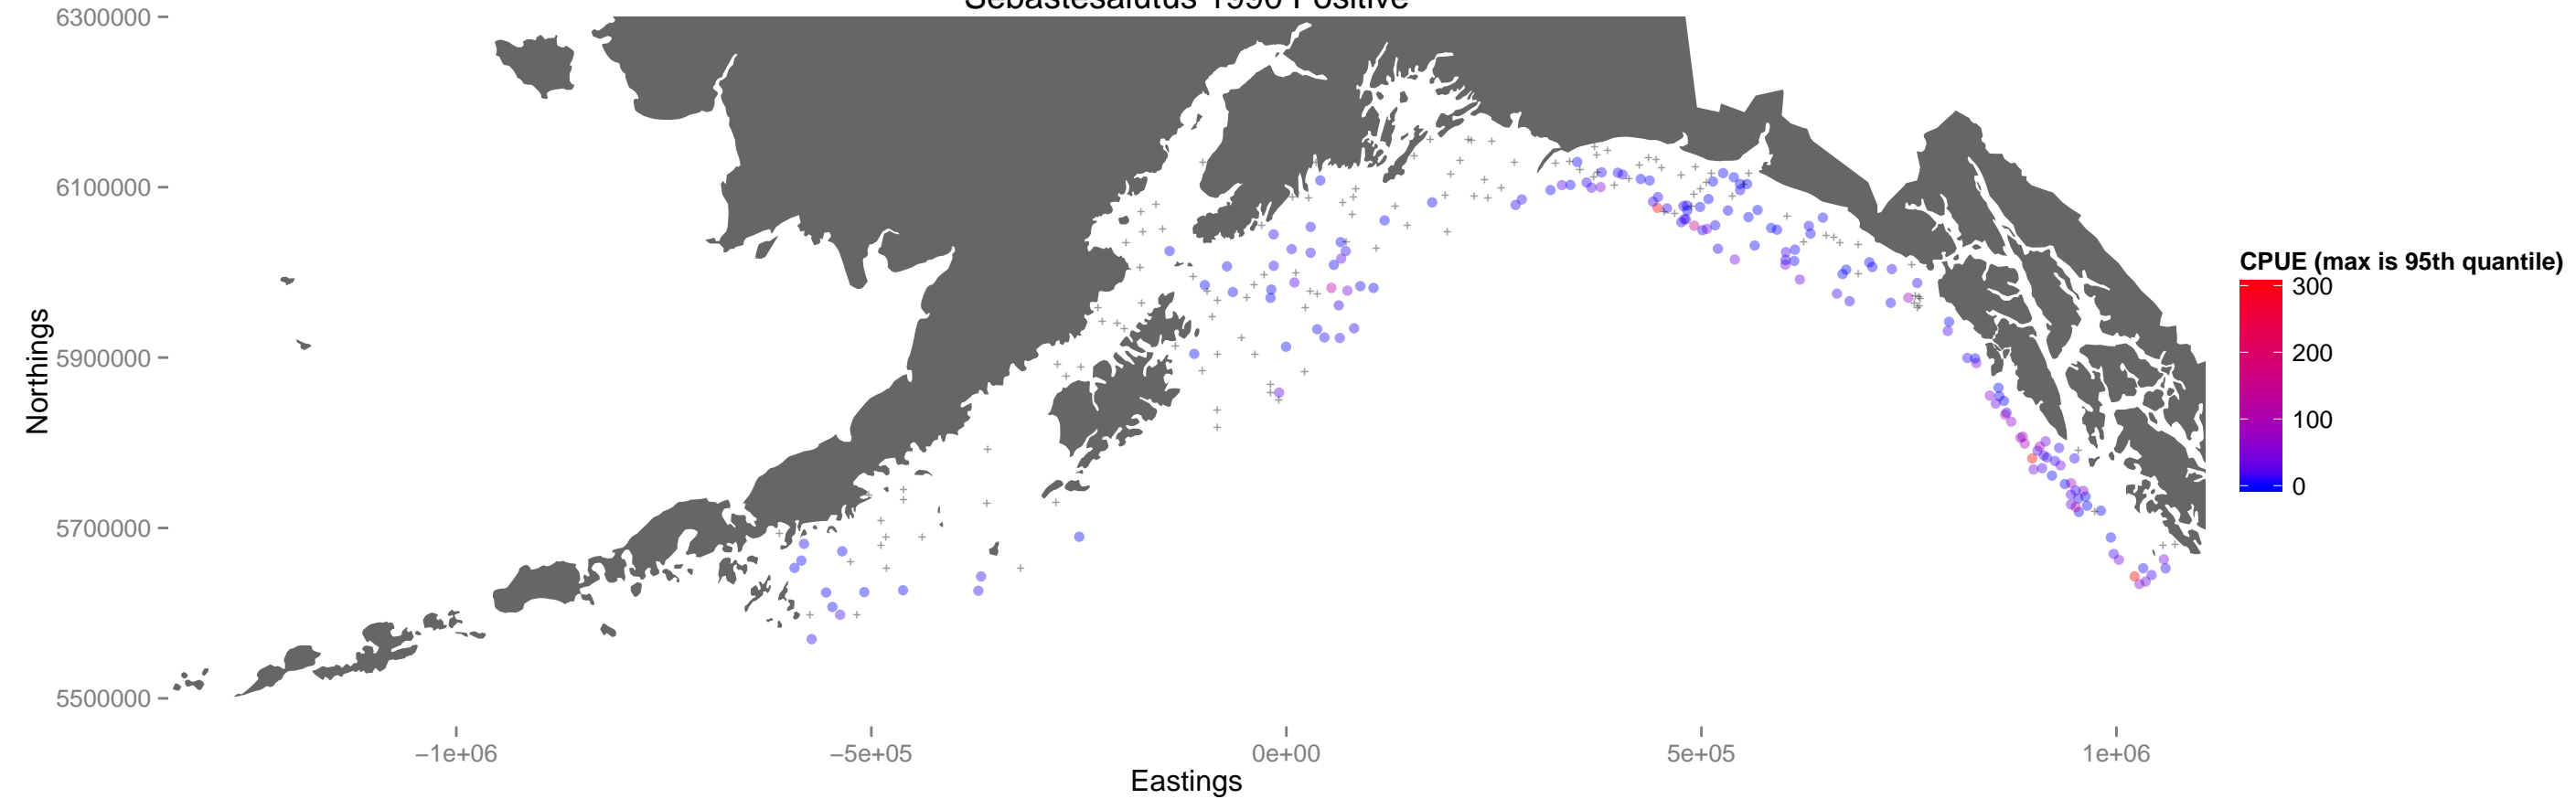 Sebastesalutus 1990 Positive
6300000
6100000
5900000
5700000
5500000
Northings
−1e+06
−5e+05
0e+00
5e+05
1e+06
Eastings
CPUE (max is 95th quantile)
300
200
100
0